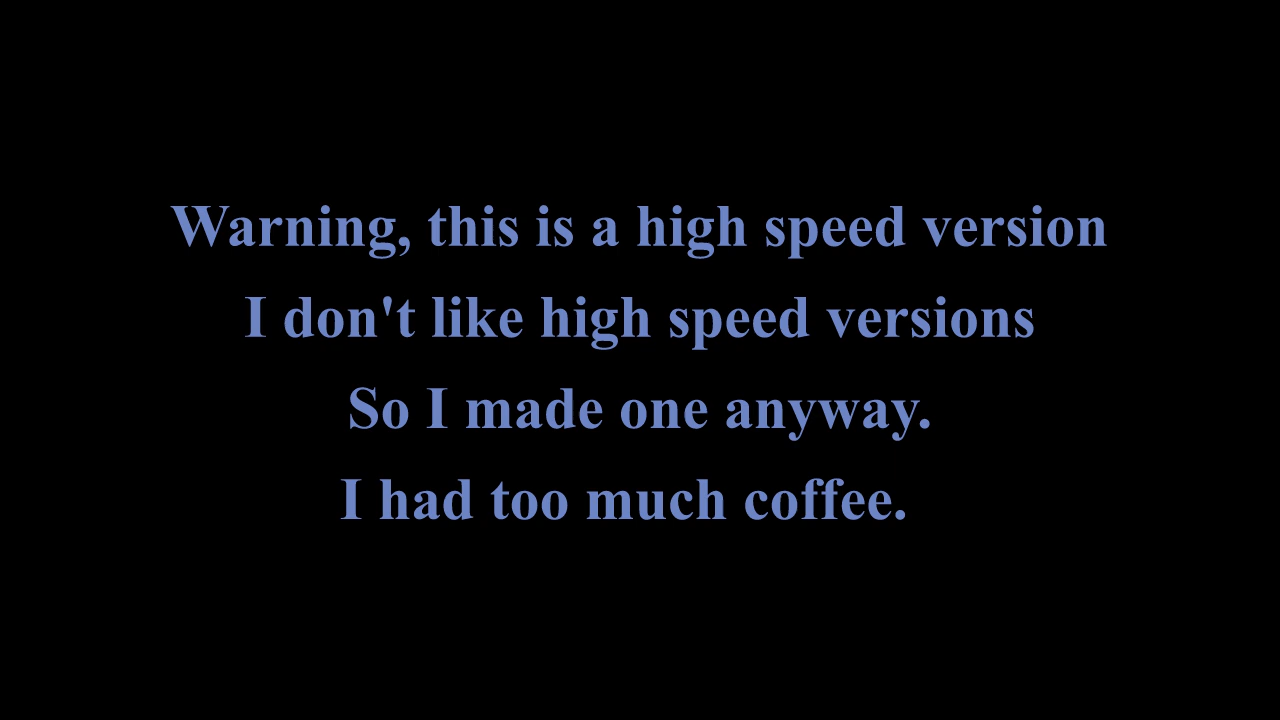 Warning, this is a high speed version
I don't like high speed versions
So I made one anyway.
I had too much coffee.